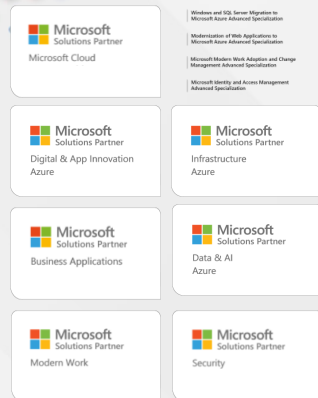 Microsoft
Solutions Partner
Microsoft Cloud
Windows and SQL Server Migration to
Microsoft Azure Advanced Specialization
Modernization of Web Applications to
Microsoft Azure Advanced Specialization
Microsoft Modern Work Adoption and Change
Management Advanced Specialization
Microsoft Identity and Access Management
Advanced Specialization
Microsoft
Solutions Partner
Digital & App Innovation
Azure
Microsoft
Solutions Partner
Infrastructure
Azure
Microsoft
Solutions Partner
Business Applications
Microsoft
Solutions Partner
Data & AI
Azure
Microsoft
Solutions Partner
Modern Work
Microsoft
Solutions Partner
Security